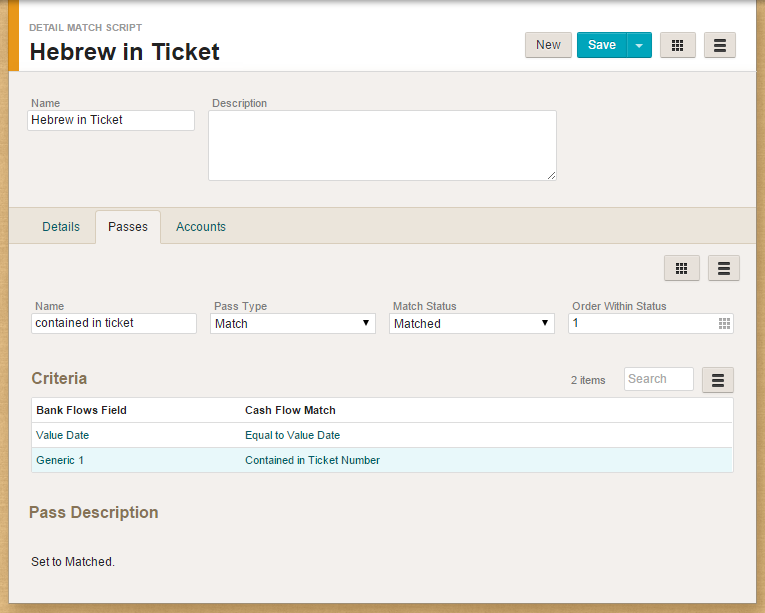 DETAIL MATCH SCRIPT
Hebrew in Ticket
New Save
Name Description
Hebrew in Ticket
Details Passes Accounts
Name Pass Type Match Status Order Within Status
contained in ticket Match Matched 1
Criteria 2 items Search
Bank Flows Field Cash Flow Match
Value Date Equal to Value Date
Generic 1 Contained in Ticket Number
Pass Description
Set to Matched.